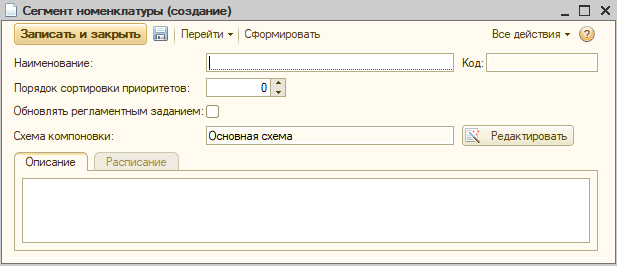 Сегмент номенклатуры (создание)
Записать и закрыть Перейти Сформировать Все действия ?
Наименование: Код:
Порядок сортировки приоритетов: 0
Обновлять регламентным заданием:
Схема компоновки: Основная схема Редактировать
Описание Расписание